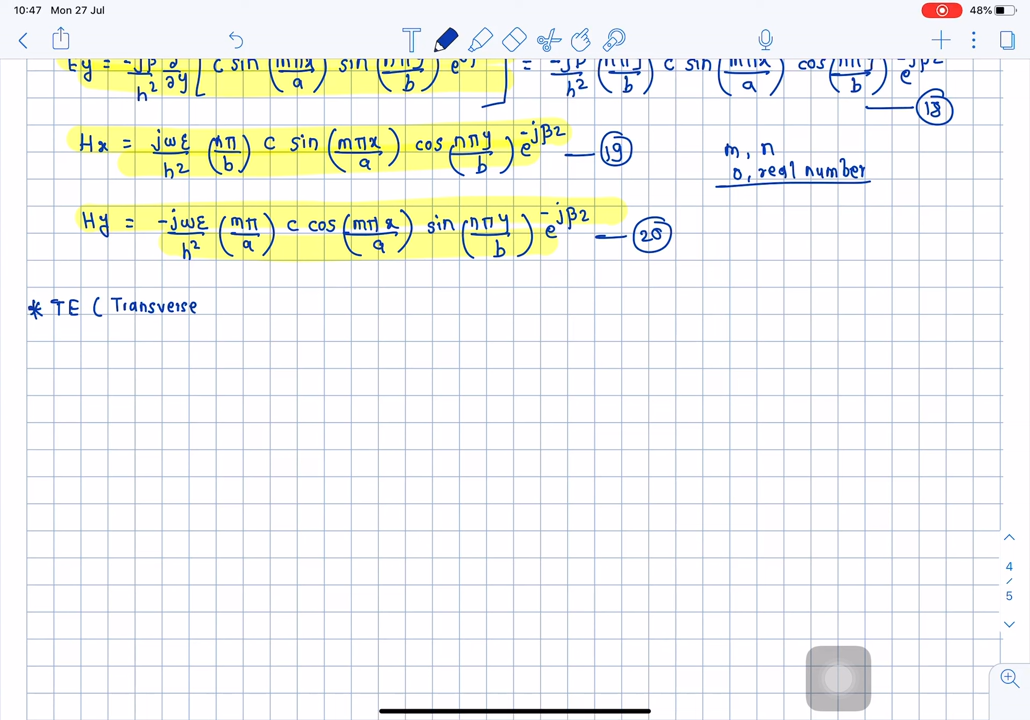 10:47 Mon 27 Jul 48%
Ey = -jβ/h² ∂/∂y [ C sin (mπx/a) sin (nπy/b) e = -jβ/h² (nπ/b) C sin (mπx/a) cos (nπy/b) e^-jβz — 18
Hx = jωε/h² (nπ/b) C sin (mπx/a) cos (nπy/b) e^-jβz — 19
m, n
0, real number
Hy = -jωε/h² (mπ/a) C cos (mπx/a) sin (nπy/b) e^-jβz — 20
* TE ( Transverse
4
/
5